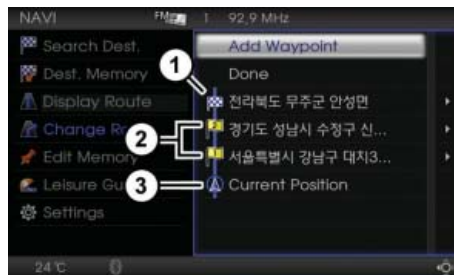 NAVI FM 1 92,9 MHz
Search Dest.
Dest. Memory
Display Route
Change
Edit Memory
Leisure
Settings
Add Waypoint
Done
전라북도 무주군 안성면
경기도 성남시 수정구 신...
서울특별시 강남구 대치3...
Current Position
1
2
3
2
1
24 ℃